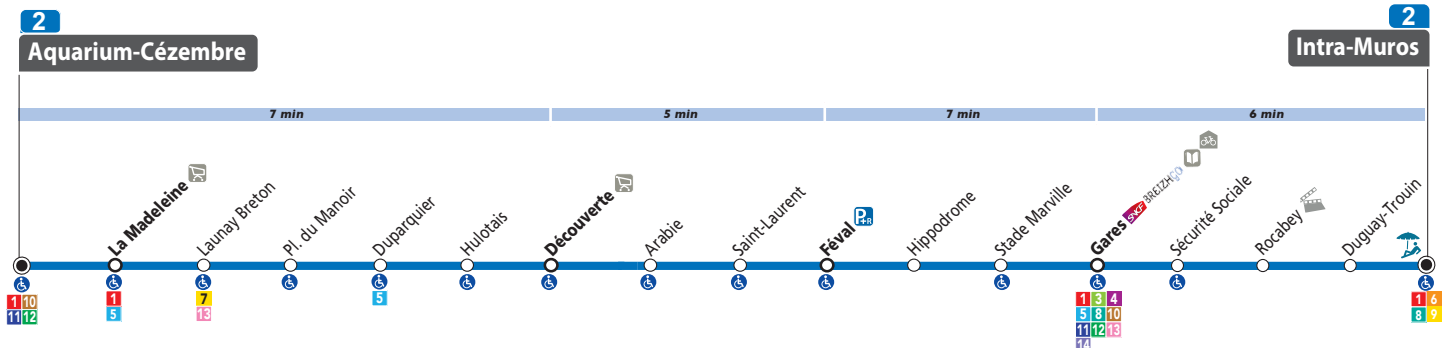 2
Aquarium-Cézembre
2
Intra-Muros
7 min
5 min
7 min
6 min
La Madeleine
Launay Breton
Pl. du Manoir
Duparquier
Hulotais
Découverte
Arabie
Saint-Laurent
Féval P+R
Hippodrome
Stade Marville
Gares SNCF BREIZHGO
Sécurité Sociale
Rocabey
Duguay-Trouin
1 10
11 12
1
5
7
13
5
1 3 4
5 8 10
11 12 13
14
1 6
8 9